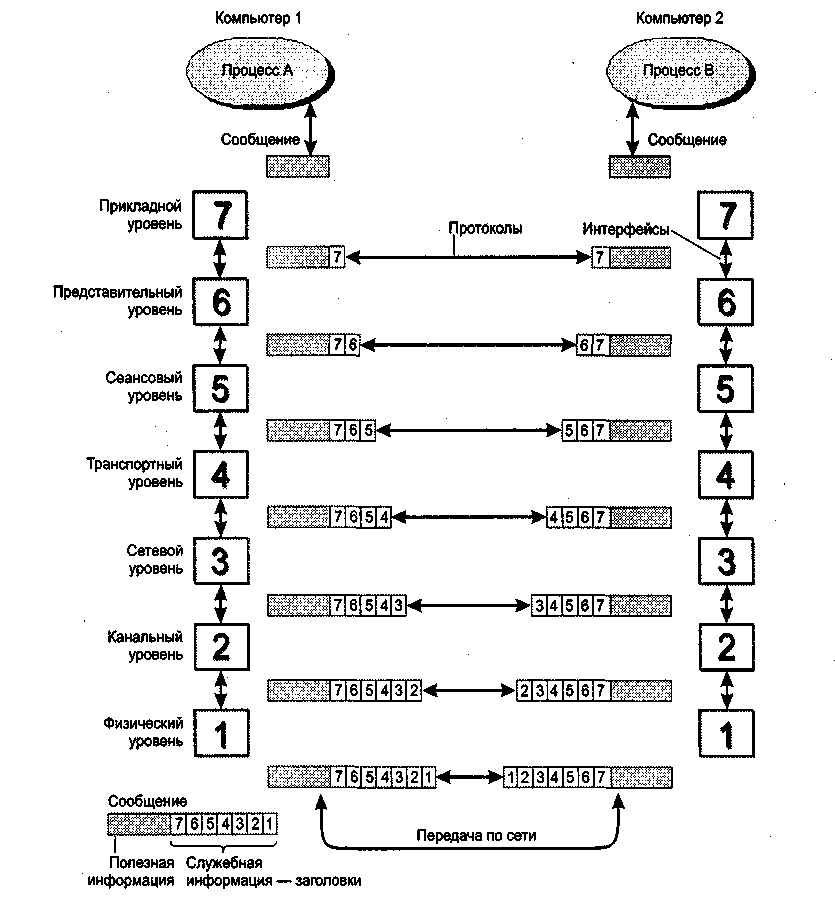 Компьютер 1
Компьютер 2
Процесс A
Процесс B
Сообщение
Сообщение
Прикладной
уровень
7
7
Протоколы
Интерфейсы
7
7
Представительный
уровень
6
6
7 6
6 7
Сеансовый
уровень
5
5
7 6 5
5 6 7
Транспортный
уровень
4
4
7 6 5 4
4 5 6 7
Сетевой
уровень
3
3
7 6 5 4 3
3 4 5 6 7
Канальный
уровень
2
2
7 6 5 4 3 2
2 3 4 5 6 7
Физический
уровень
1
1
7 6 5 4 3 2 1
1 2 3 4 5 6 7
Сообщение
7 6 5 4 3 2 1
Передача по сети
Полезная
информация
Служебная
информация — заголовки